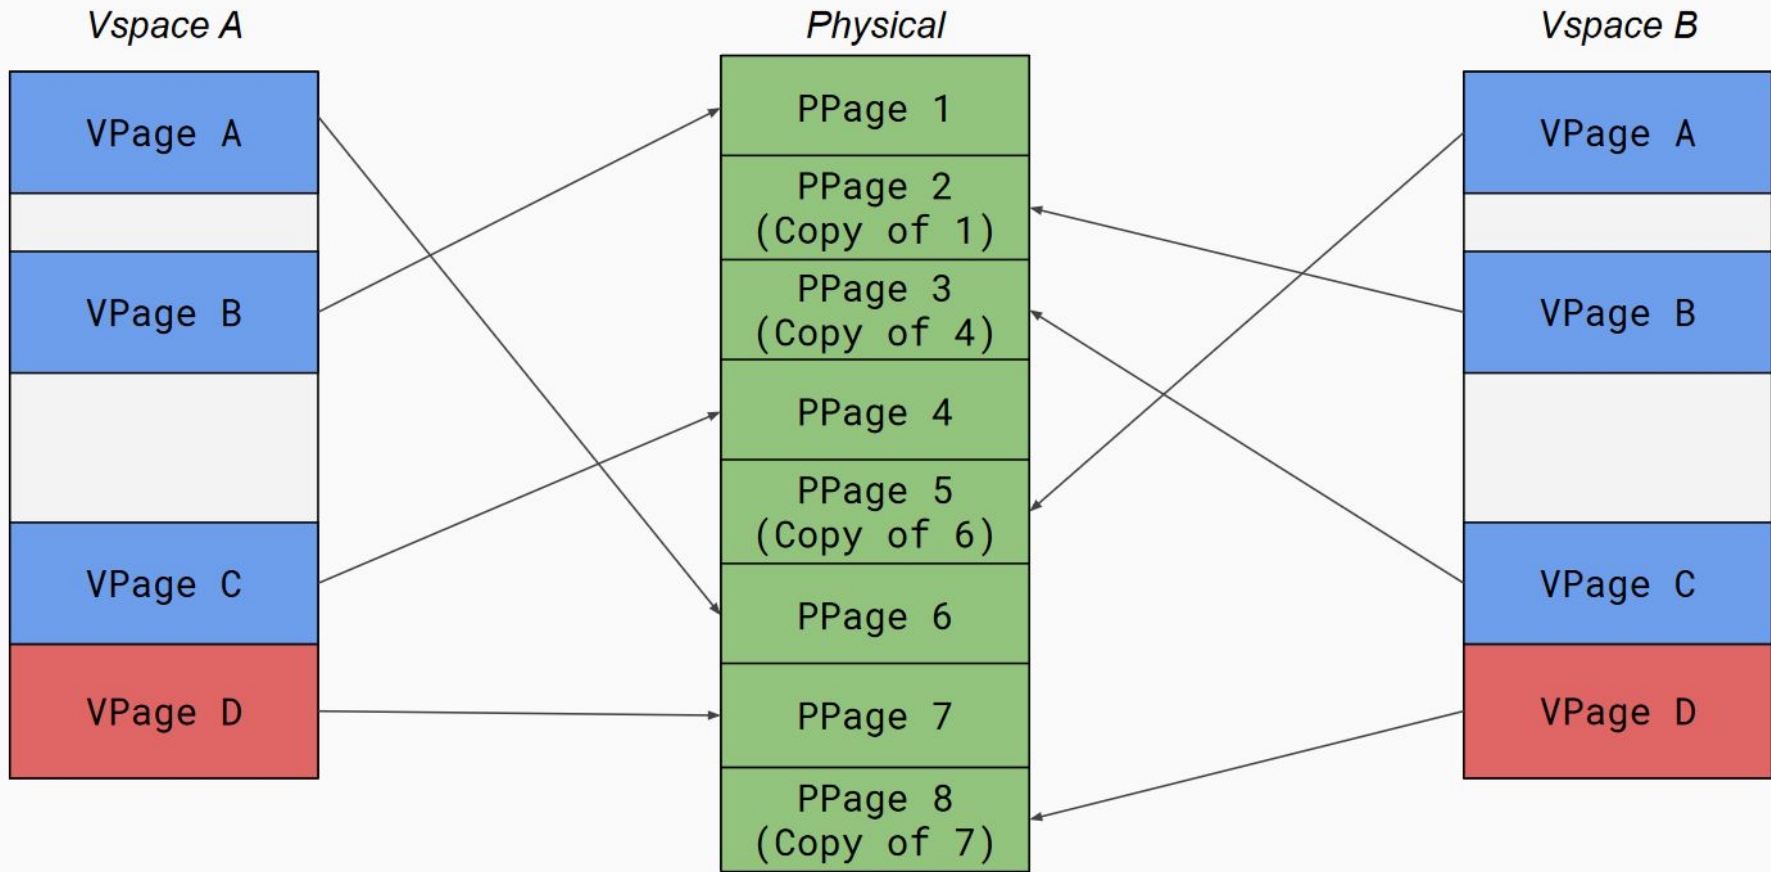 Vspace A
Physical
Vspace B
VPage A
VPage B
VPage C
VPage D
PPage 1
PPage 2
(Copy of 1)
PPage 3
(Copy of 4)
PPage 4
PPage 5
(Copy of 6)
PPage 6
PPage 7
PPage 8
(Copy of 7)
VPage A
VPage B
VPage C
VPage D